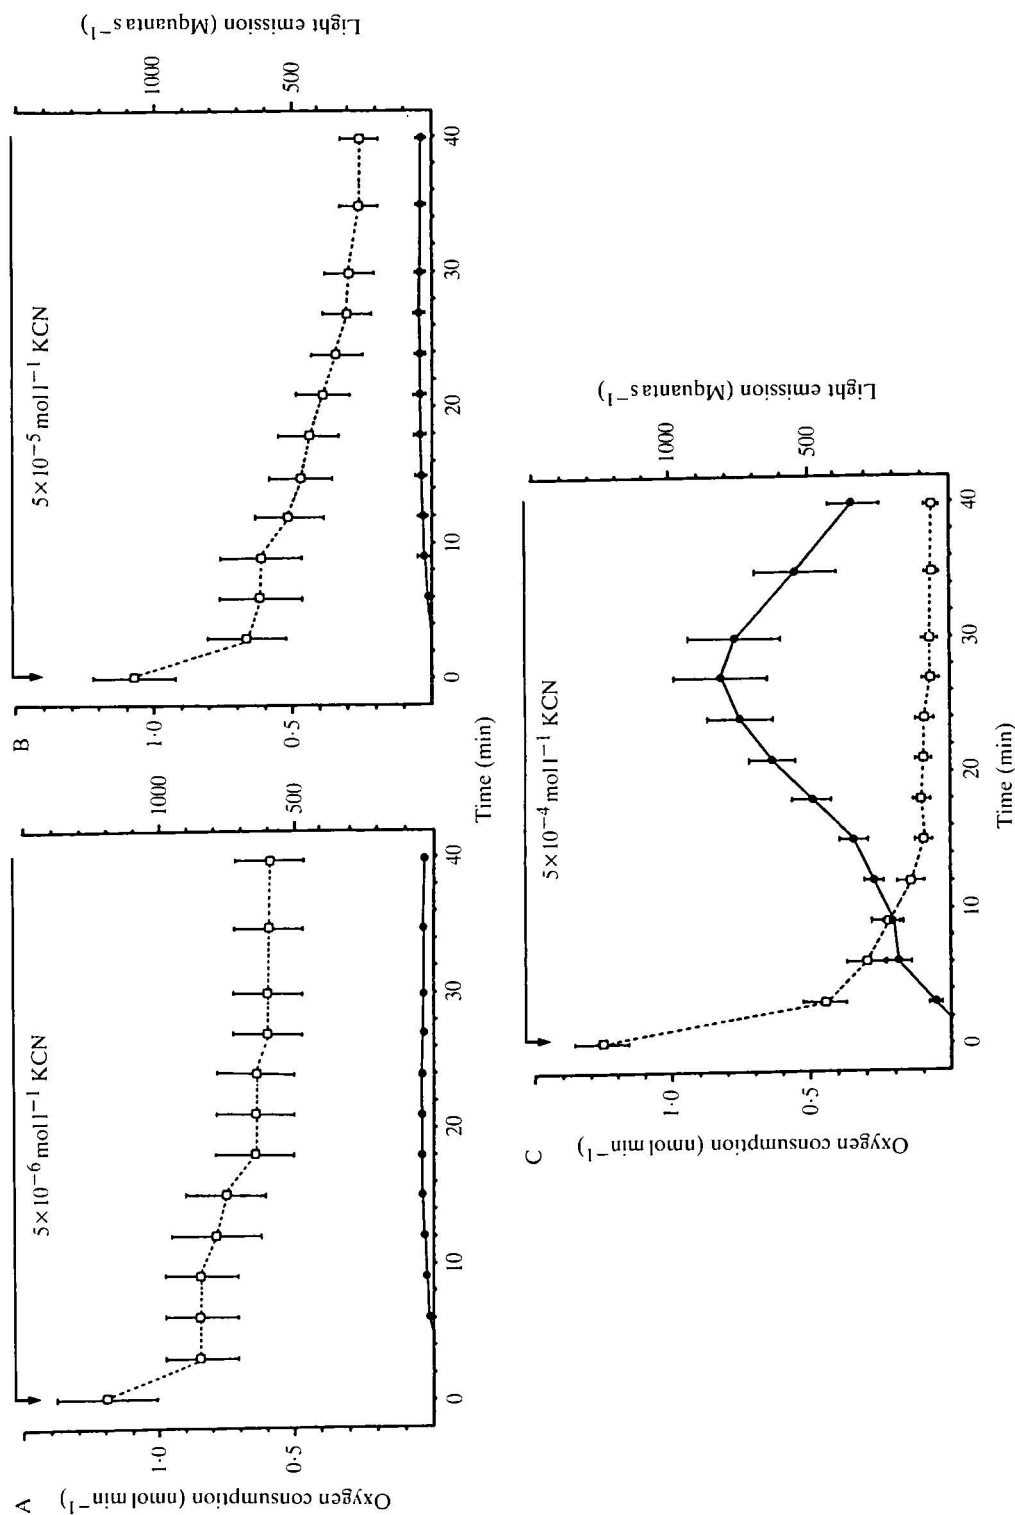 A
5×10⁻⁶ mol l⁻¹ KCN
Oxygen consumption (nmol min⁻¹)
1·0
0·5
1000
500
0
10
20
30
40
B
5×10⁻⁵ mol l⁻¹ KCN
1·0
0·5
Light emission (Mquanta s⁻¹)
1000
500
0
10
20
30
40
Time (min)
C
5×10⁻⁴ mol l⁻¹ KCN
Oxygen consumption (nmol min⁻¹)
1·0
0·5
Light emission (Mquanta s⁻¹)
1000
500
0
10
20
30
40
Time (min)